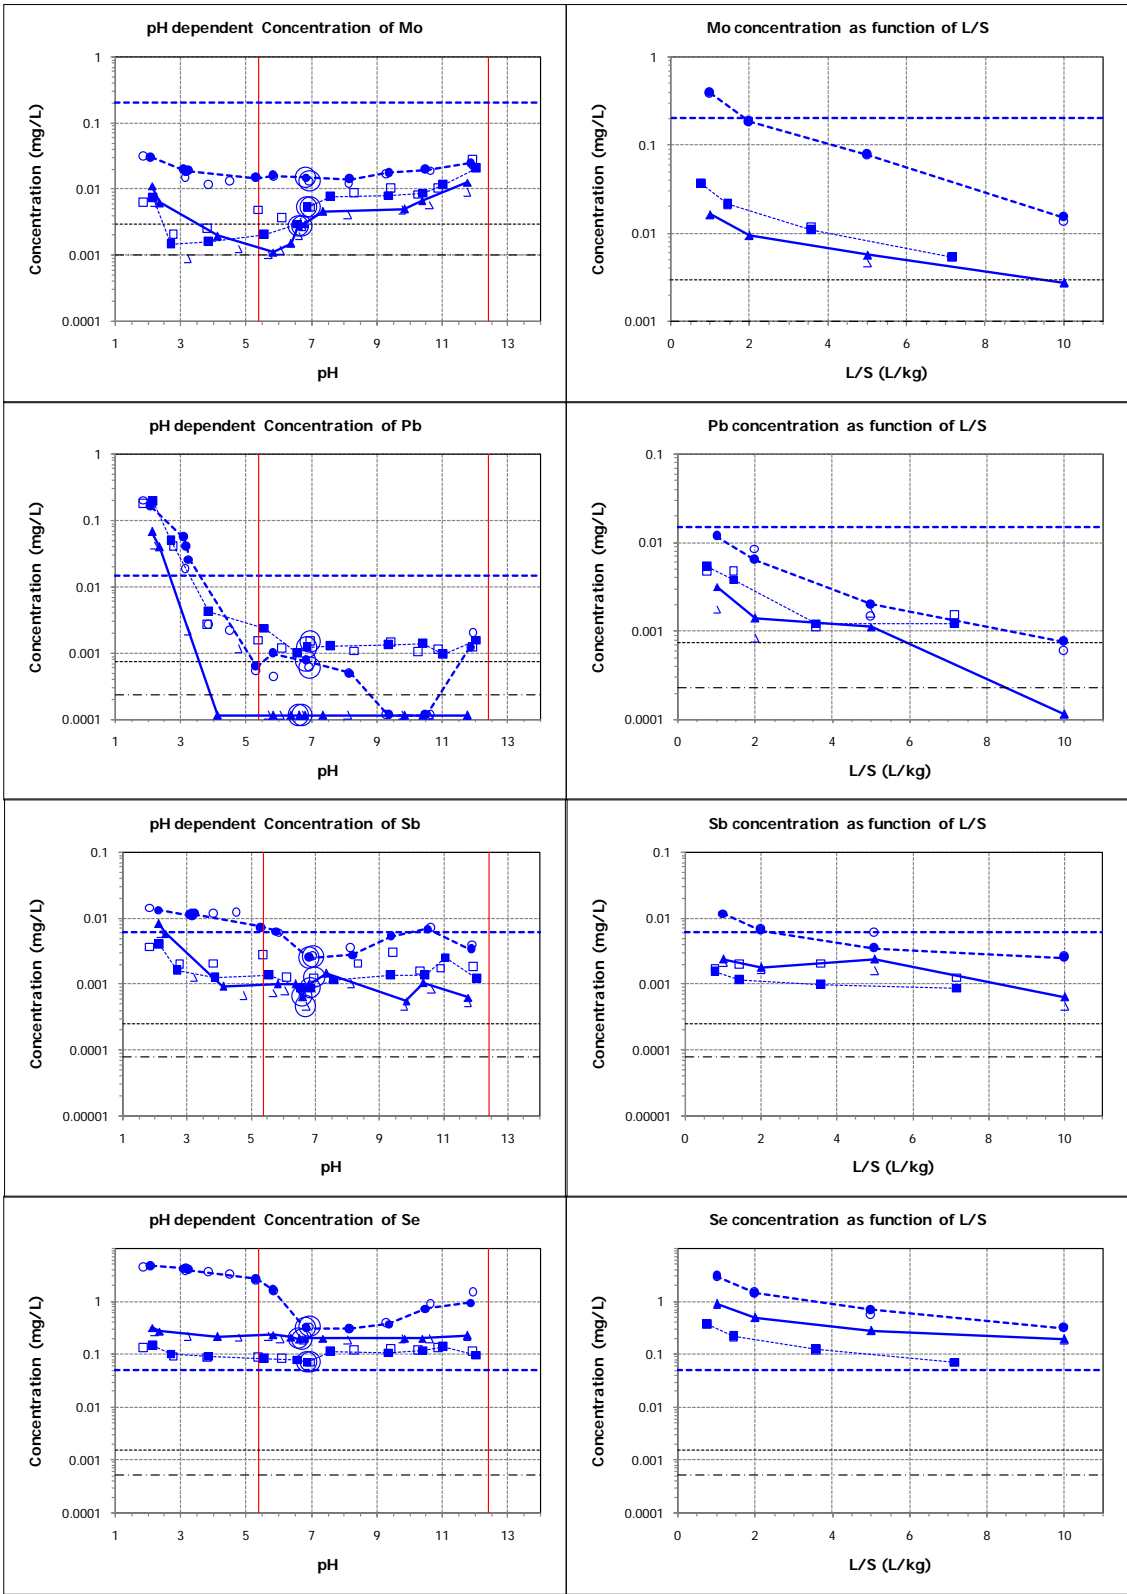 pH dependent Concentration of Mo
Concentration (mg/L)
1
0.1
0.01
0.001
0.0001
1 3 5 7 9 11 13
pH
Mo concentration as function of L/S
Concentration (mg/L)
1
0.1
0.01
0.001
0 2 4 6 8 10
L/S (L/kg)
pH dependent Concentration of Pb
Concentration (mg/L)
1
0.1
0.01
0.001
0.0001
1 3 5 7 9 11 13
pH
Pb concentration as function of L/S
Concentration (mg/L)
0.1
0.01
0.001
0.0001
0 2 4 6 8 10
L/S (L/kg)
pH dependent Concentration of Sb
Concentration (mg/L)
0.1
0.01
0.001
0.0001
0.00001
1 3 5 7 9 11 13
pH
Sb concentration as function of L/S
Concentration (mg/L)
0.1
0.01
0.001
0.0001
0.00001
0 2 4 6 8 10
L/S (L/kg)
pH dependent Concentration of Se
Concentration (mg/L)
1
0.1
0.01
0.001
0.0001
1 3 5 7 9 11 13
pH
Se concentration as function of L/S
Concentration (mg/L)
1
0.1
0.01
0.001
0.0001
0 2 4 6 8 10
L/S (L/kg)